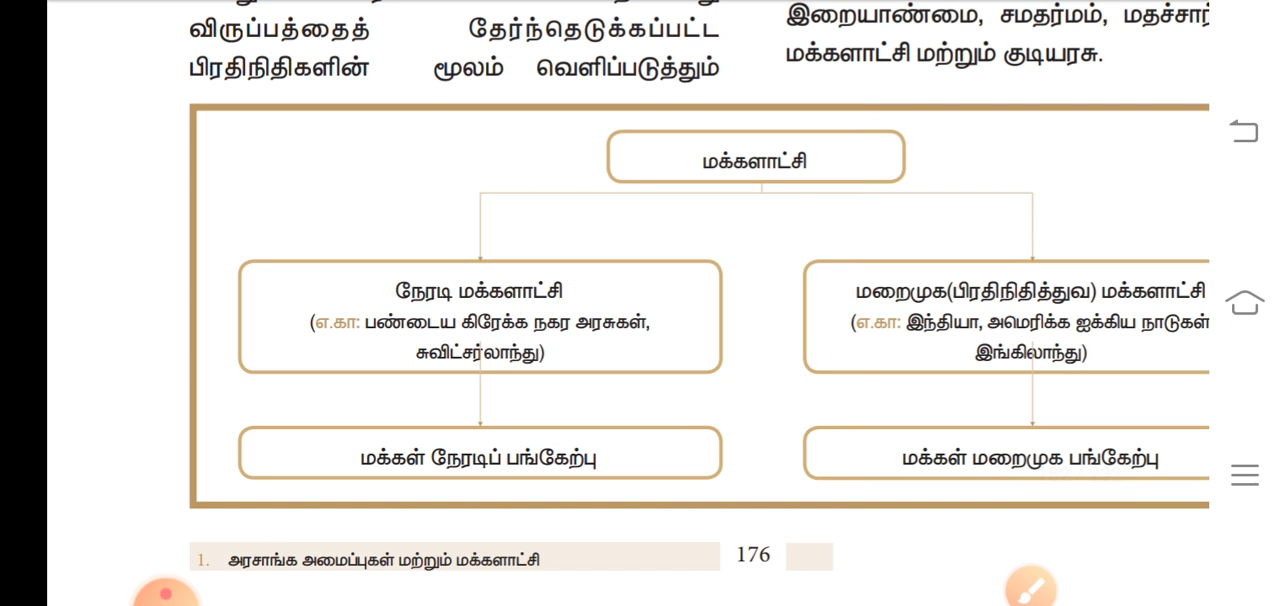 விருப்பத்தைத் தேர்ந்தெடுக்கப்பட்ட
பிரதிநிதிகளின் மூலம் வெளிப்படுத்தும்
இறையாண்மை, சமதர்மம்,
மக்களாட்சி மற்றும் குடியரசு.
மக்களாட்சி
நேரடி மக்களாட்சி
(எ.கா: பண்டைய கிரேக்க நகர அரசுகள்,
சுவிட்சர்லாந்து)
மறைமுக(பிரதிநிதித்துவ) மக்களாட்சி
(எ.கா: இந்தியா, அமெரிக்க ஐக்கிய நாடுகள்
இங்கிலாந்து)
மக்கள் நேரடிப் பங்கேற்பு
மக்கள் மறைமுக பங்கேற்பு
1. அரசாங்க அமைப்புகள் மற்றும் மக்களாட்சி
176